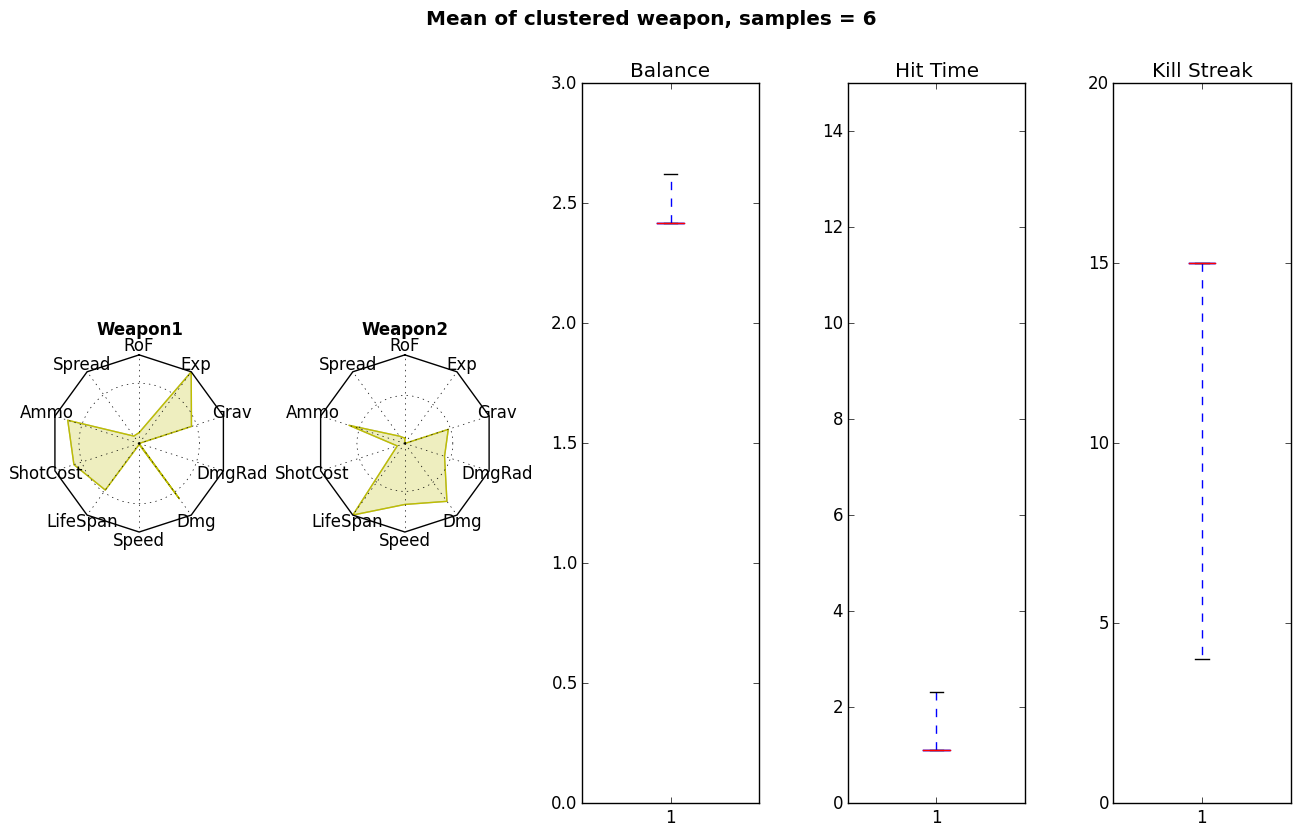 Mean of clustered weapon, samples = 6
Weapon1
RoF
Exp
Spread
Grav
Ammo
DmgRad
ShotCost
Dmg
LifeSpan
Speed
Weapon2
RoF
Exp
Spread
Grav
Ammo
DmgRad
ShotCost
Dmg
LifeSpan
Speed
Balance
3.0
2.5
2.0
1.5
1.0
0.5
0.0
1
Hit Time
14
12
10
8
6
4
2
0
1
Kill Streak
20
15
10
5
0
1